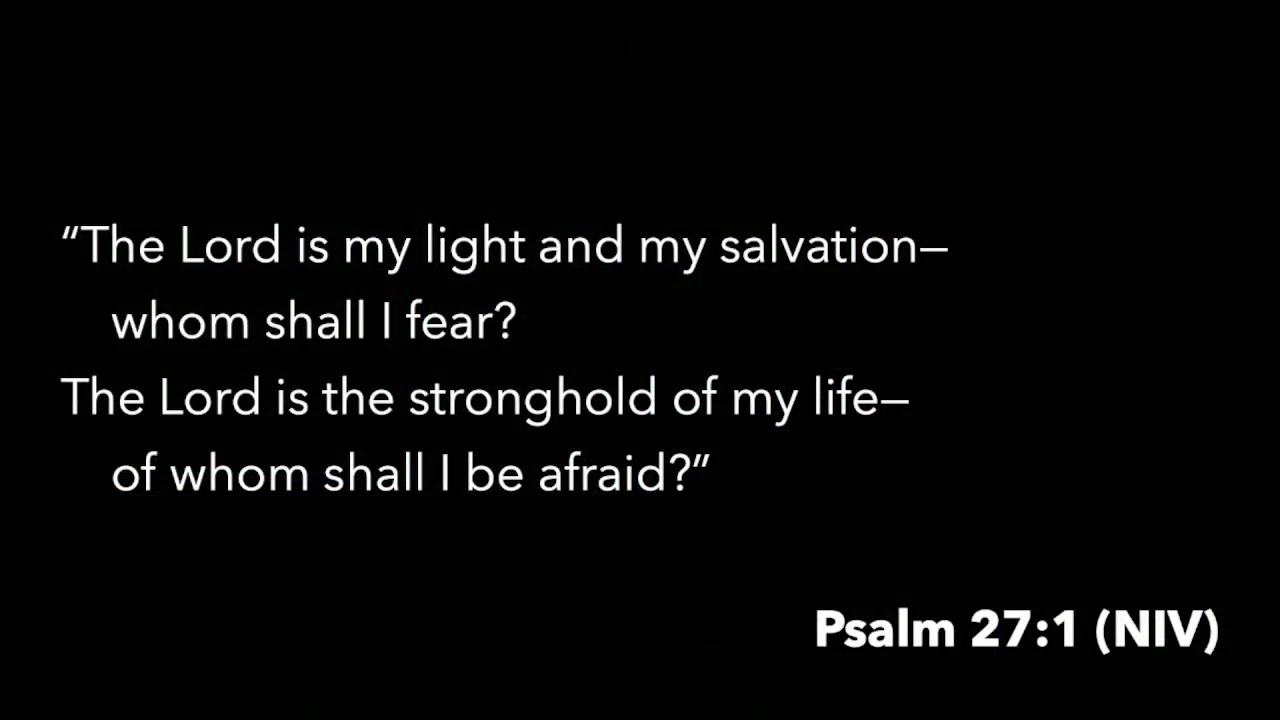 “The Lord is my light and my salvation—
whom shall I fear?
The Lord is the stronghold of my life—
of whom shall I be afraid?”
Psalm 27:1 (NIV)